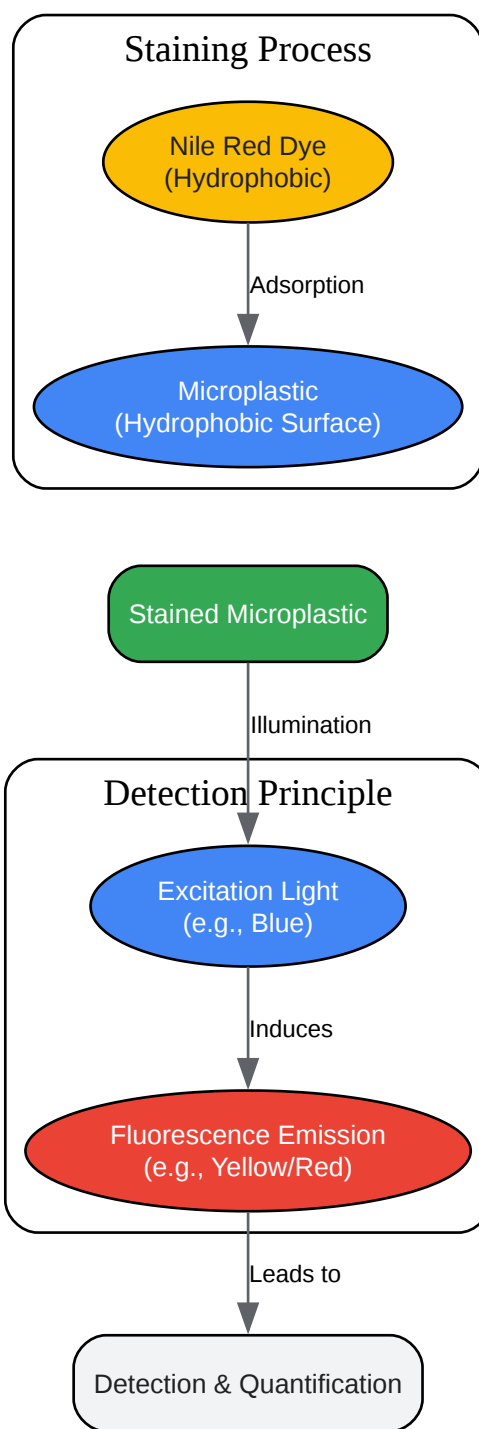 Staining Process
Nile Red Dye
(Hydrophobic)
Adsorption
Microplastic
(Hydrophobic Surface)
Stained Microplastic
Illumination
Detection Principle
Excitation Light
(e.g., Blue)
Induces
Fluorescence Emission
(e.g., Yellow/Red)
Leads to
Detection & Quantification